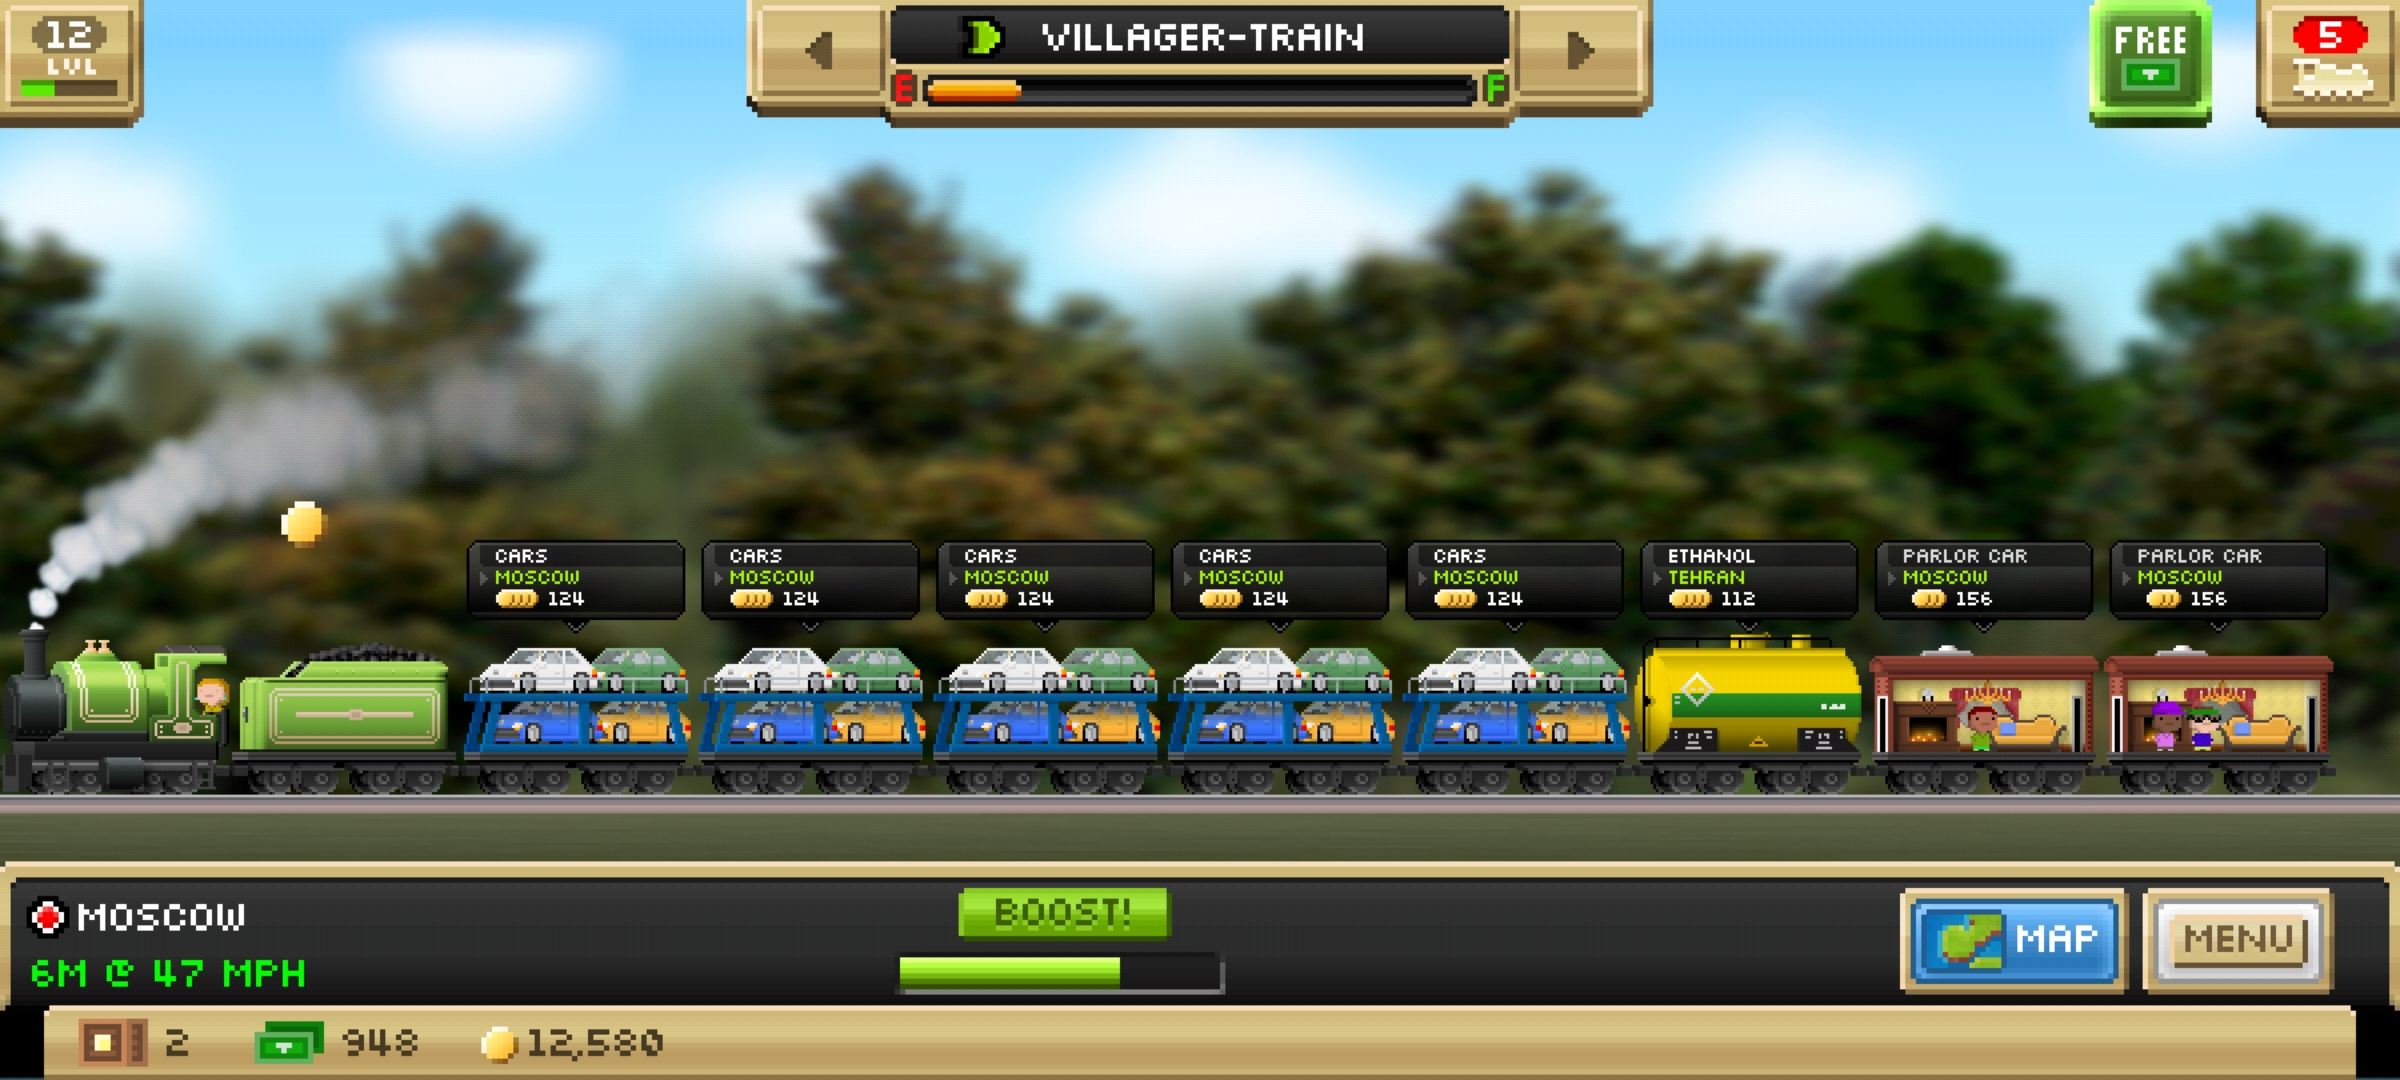 12
LVL
VILLAGER-TRAIN
E F
FREE
5
CARS
MOSCOW
124
CARS
MOSCOW
124
CARS
MOSCOW
124
CARS
MOSCOW
124
CARS
MOSCOW
124
ETHANOL
TEHRAN
112
PARLOR CAR
MOSCOW
156
PARLOR CAR
MOSCOW
156
MOSCOW
6M @ 47 MPH
BOOST!
MAP
MENU
2
948
12,580